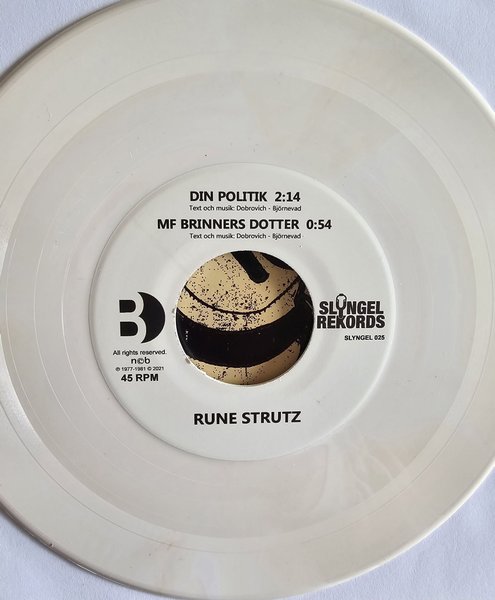 DIN POLITIK 2:14
Text och musik: Dobrovich - Björnevad
MF BRINNERS DOTTER 0:54
Text och musik: Dobrovich - Björnevad
B
SLYNGEL
REKORDS
SLYNGEL 025
All rights reserved.
n©b
℗ 1977-1981 © 2021
45 RPM
RUNE STRUTZ